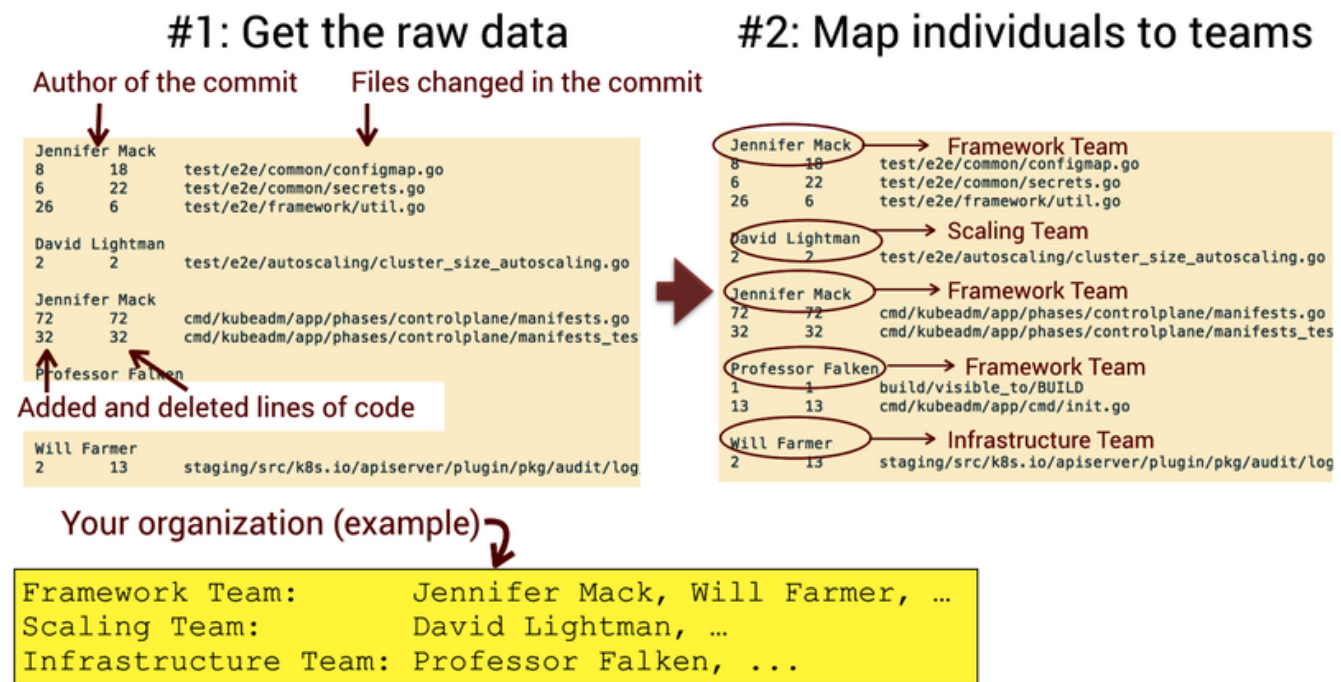 #1: Get the raw data
Author of the commit
Files changed in the commit
Jennifer Mack
8 18 test/e2e/common/configmap.go
6 22 test/e2e/common/secrets.go
26 6 test/e2e/framework/util.go
David Lightman
2 2 test/e2e/autoscaling/cluster_size_autoscaling.go
Jennifer Mack
72 72 cmd/kubeadm/app/phases/controlplane/manifests.go
32 32 cmd/kubeadm/app/phases/controlplane/manifests_tes
Professor Falken
Added and deleted lines of code
Will Farmer
2 13 staging/src/k8s.io/apiserver/plugin/pkg/audit/log
#2: Map individuals to teams
Jennifer Mack Framework Team
8 18 test/e2e/common/configmap.go
6 22 test/e2e/common/secrets.go
26 6 test/e2e/framework/util.go
David Lightman Scaling Team
2 2 test/e2e/autoscaling/cluster_size_autoscaling.go
Jennifer Mack Framework Team
72 72 cmd/kubeadm/app/phases/controlplane/manifests.go
32 32 cmd/kubeadm/app/phases/controlplane/manifests_tes
Professor Falken Framework Team
1 1 build/visible_to/BUILD
13 13 cmd/kubeadm/app/cmd/init.go
Will Farmer Infrastructure Team
2 13 staging/src/k8s.io/apiserver/plugin/pkg/audit/log
Your organization (example)
Framework Team: Jennifer Mack, Will Farmer, …
Scaling Team: David Lightman, …
Infrastructure Team: Professor Falken, ...